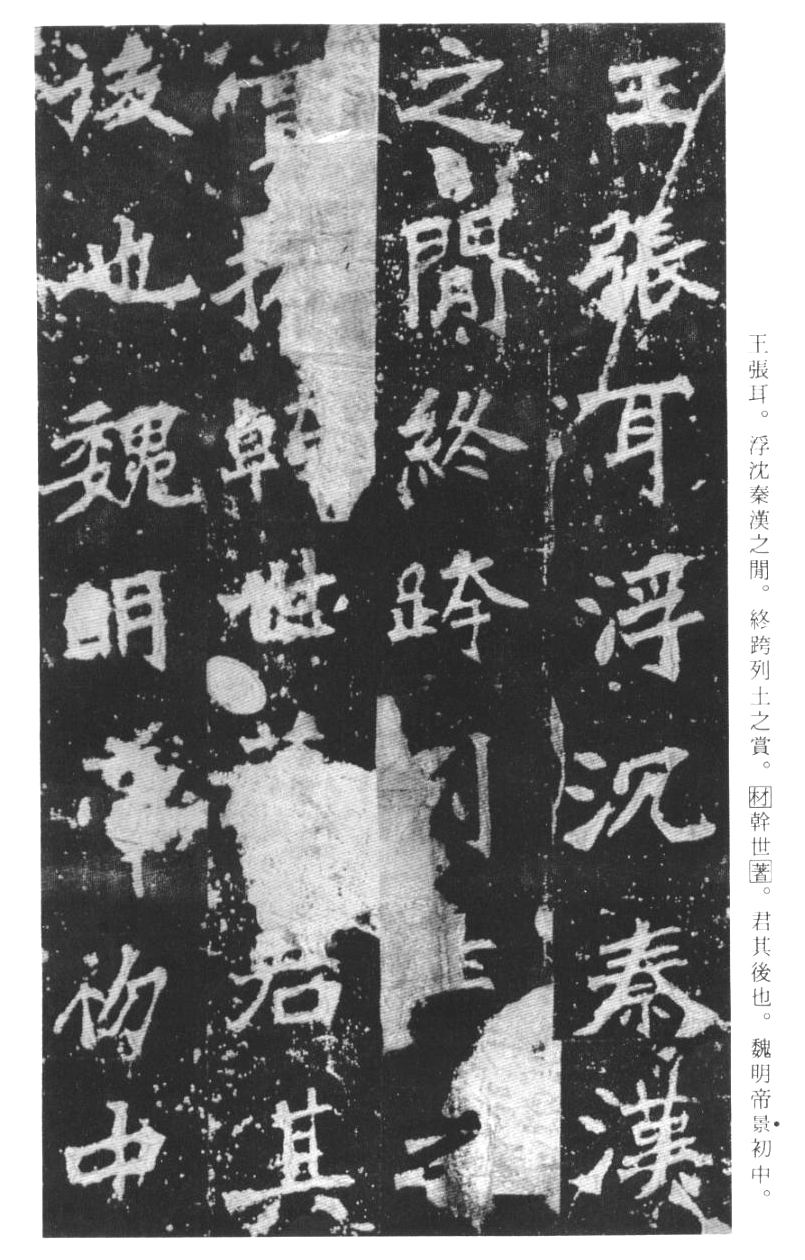 王張耳。浮沈秦漢之閒。終跨列土之賞。材幹世著。君其後也。魏明帝景初中。
王張耳浮沉秦漢
之閒終跨列土之
賞材幹世著君其
後也魏明帝初中